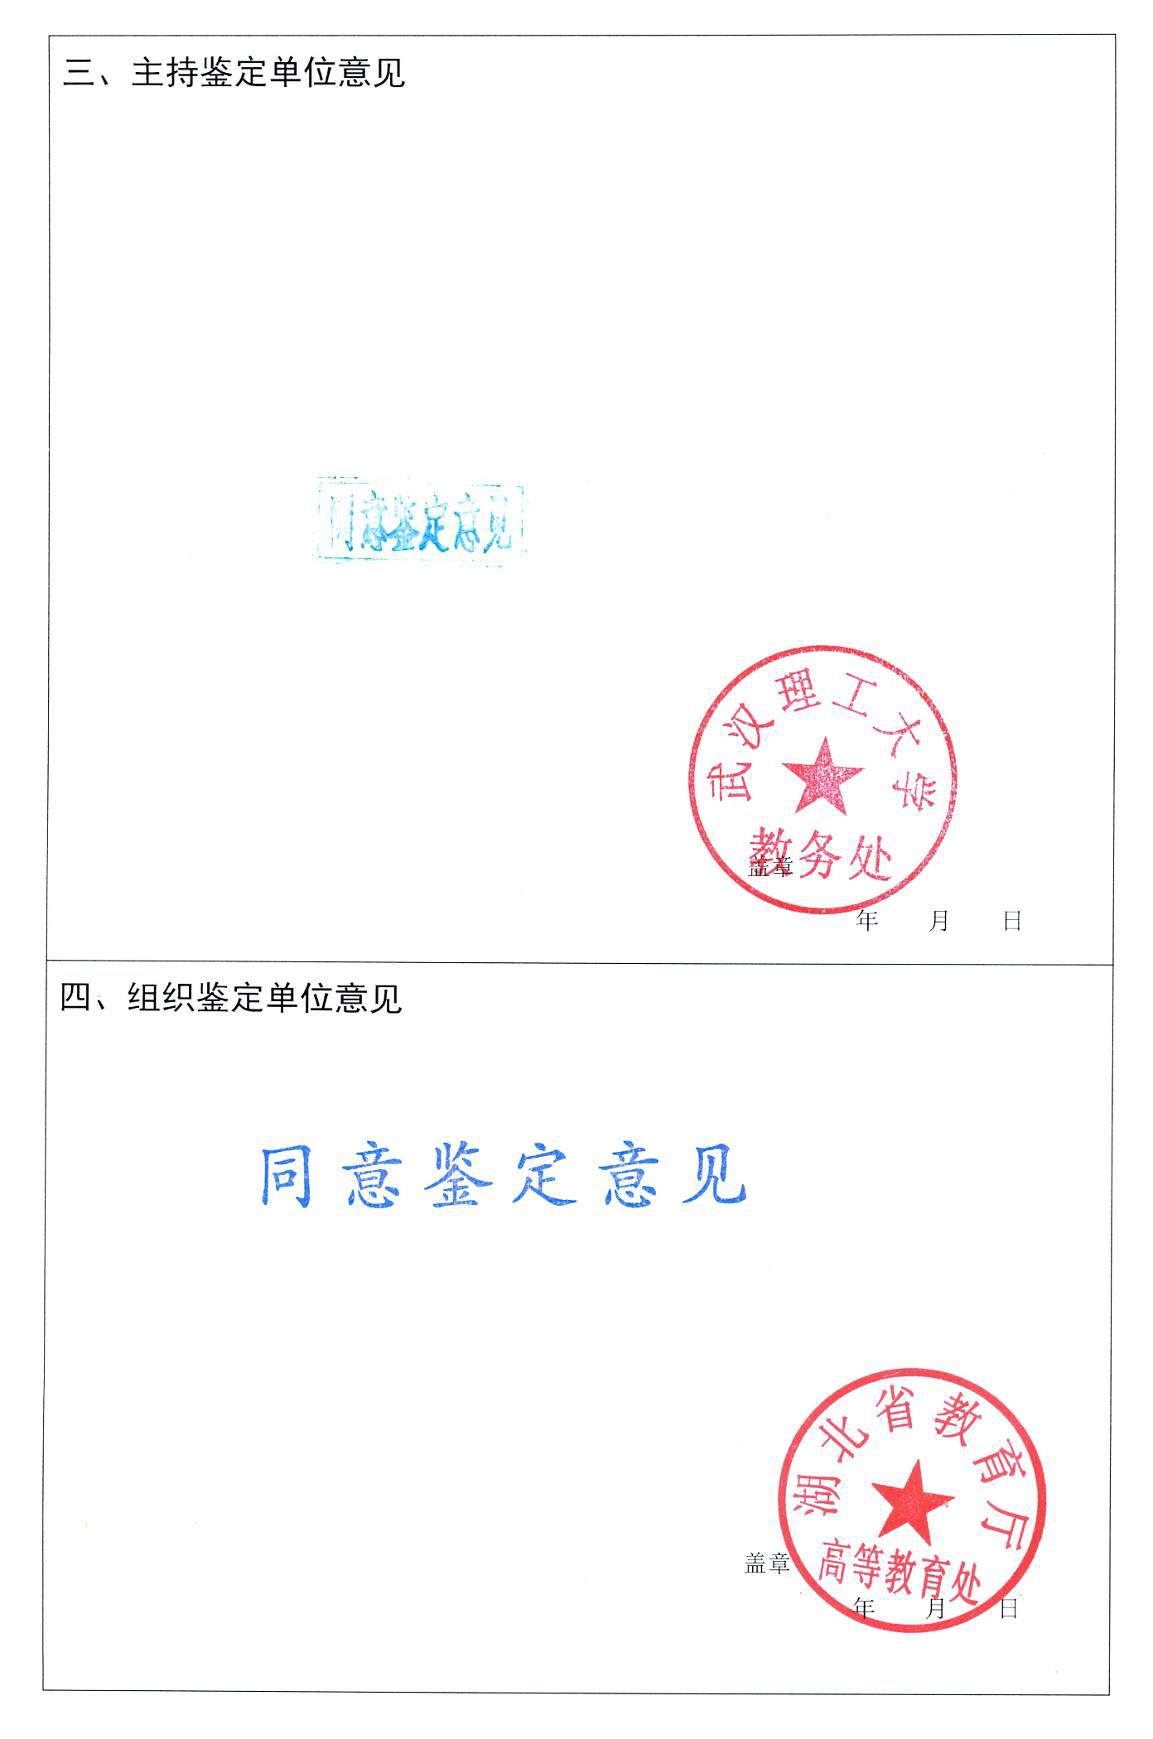 三、主持鉴定单位意见
同意鉴定意见
武汉理工大学
教务处
盖章
年 月 日
四、组织鉴定单位意见
同意鉴定意见
湖北省教育厅
高等教育处
盖章
年 月 日